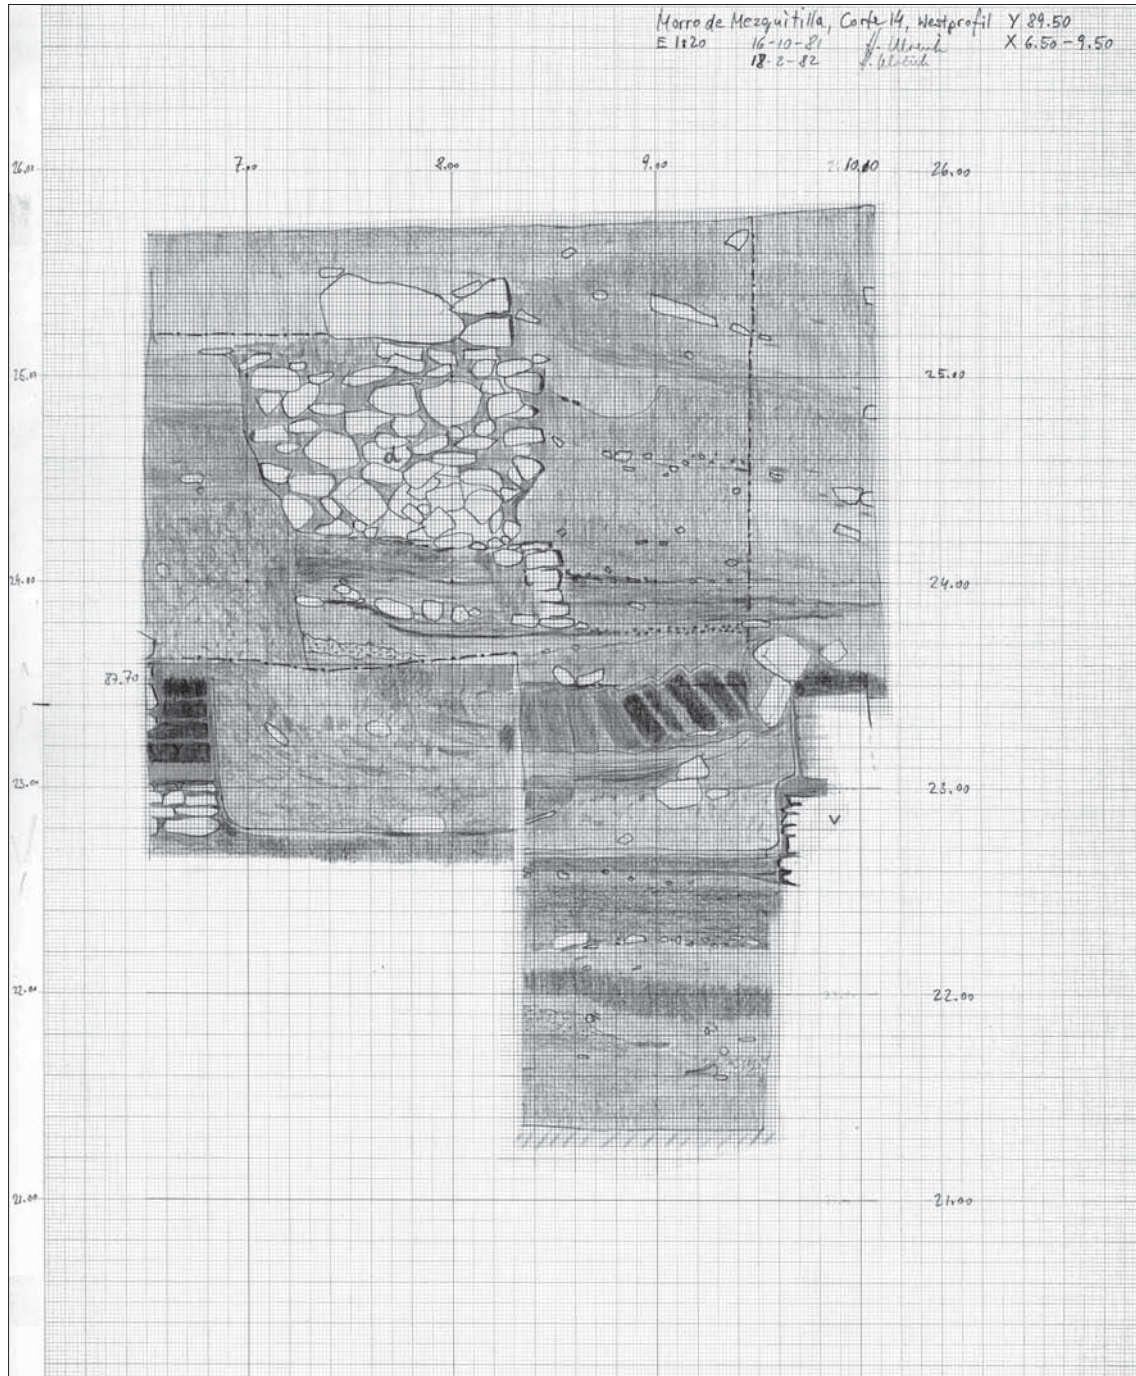 Morro de Mezquitilla, Corte 14, Westprofil Y 89.50
E 1:20 16-10-81 X 6.50-9.50
18-2-82
26.00 7.00 8.00 9.00 10.00 26.00
25.00 25.00
d
24.00 24.00
87.70
23.00 23.00
v
22.00 22.00
21.00 21.00